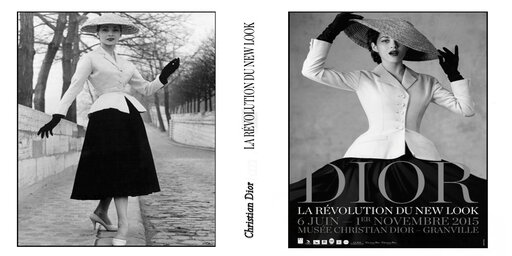 Christian Dior LA RÉVOLUTION DU NEW LOOK
DIOR
LA RÉVOLUTION DU NEW LOOK
6 JUIN – 1ER NOVEMBRE 2015
MUSÉE CHRISTIAN DIOR – GRANVILLE